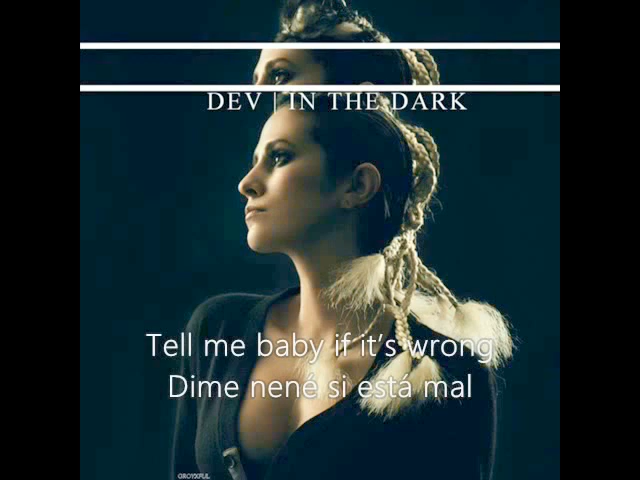 DEV | IN THE DARK
Tell me baby if it's wrong
Dime nené si está mal